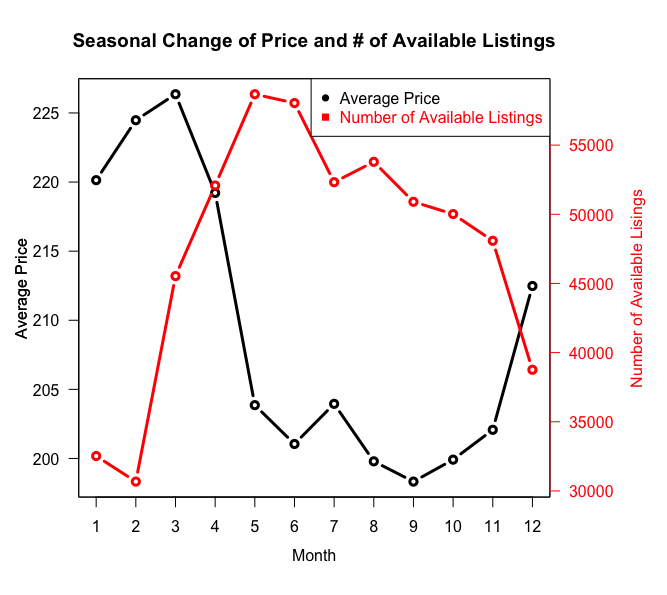 Seasonal Change of Price and # of Available Listings
Average Price
Number of Available Listings
225
220
215
210
205
200
Average Price
55000
50000
45000
40000
35000
30000
Number of Available Lisings
1 2 3 4 5 6 7 8 9 10 11 12
Month